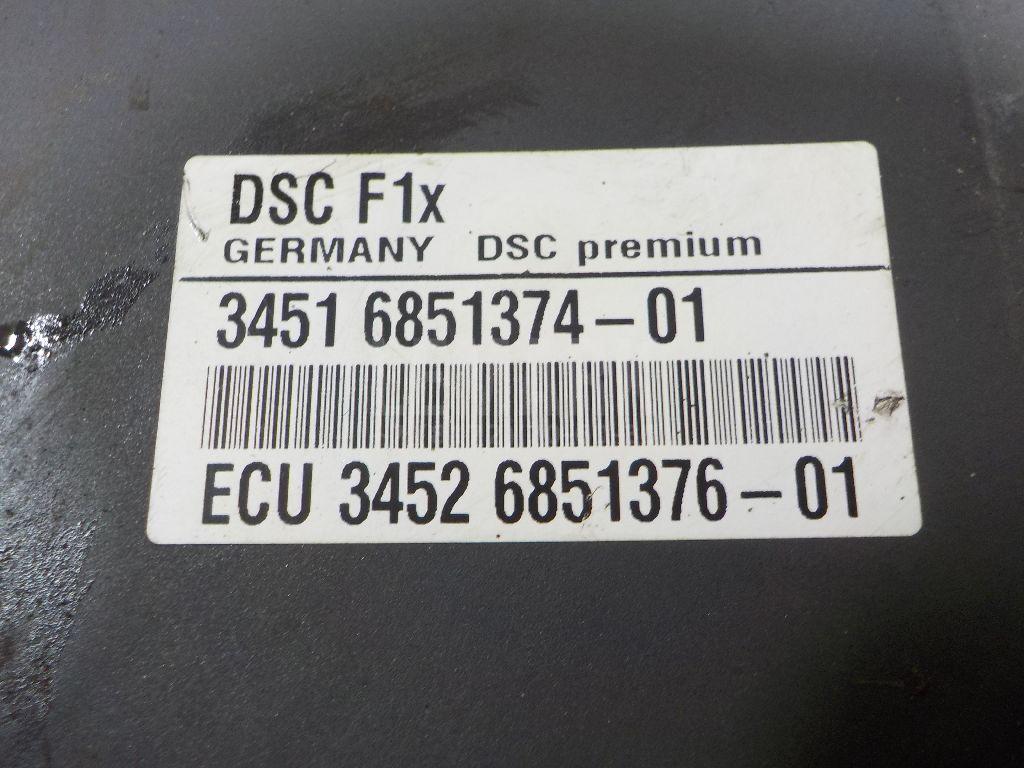 DSC F1x
GERMANY DSC premium
3451 6851374-01
ECU 3452 6851376-01